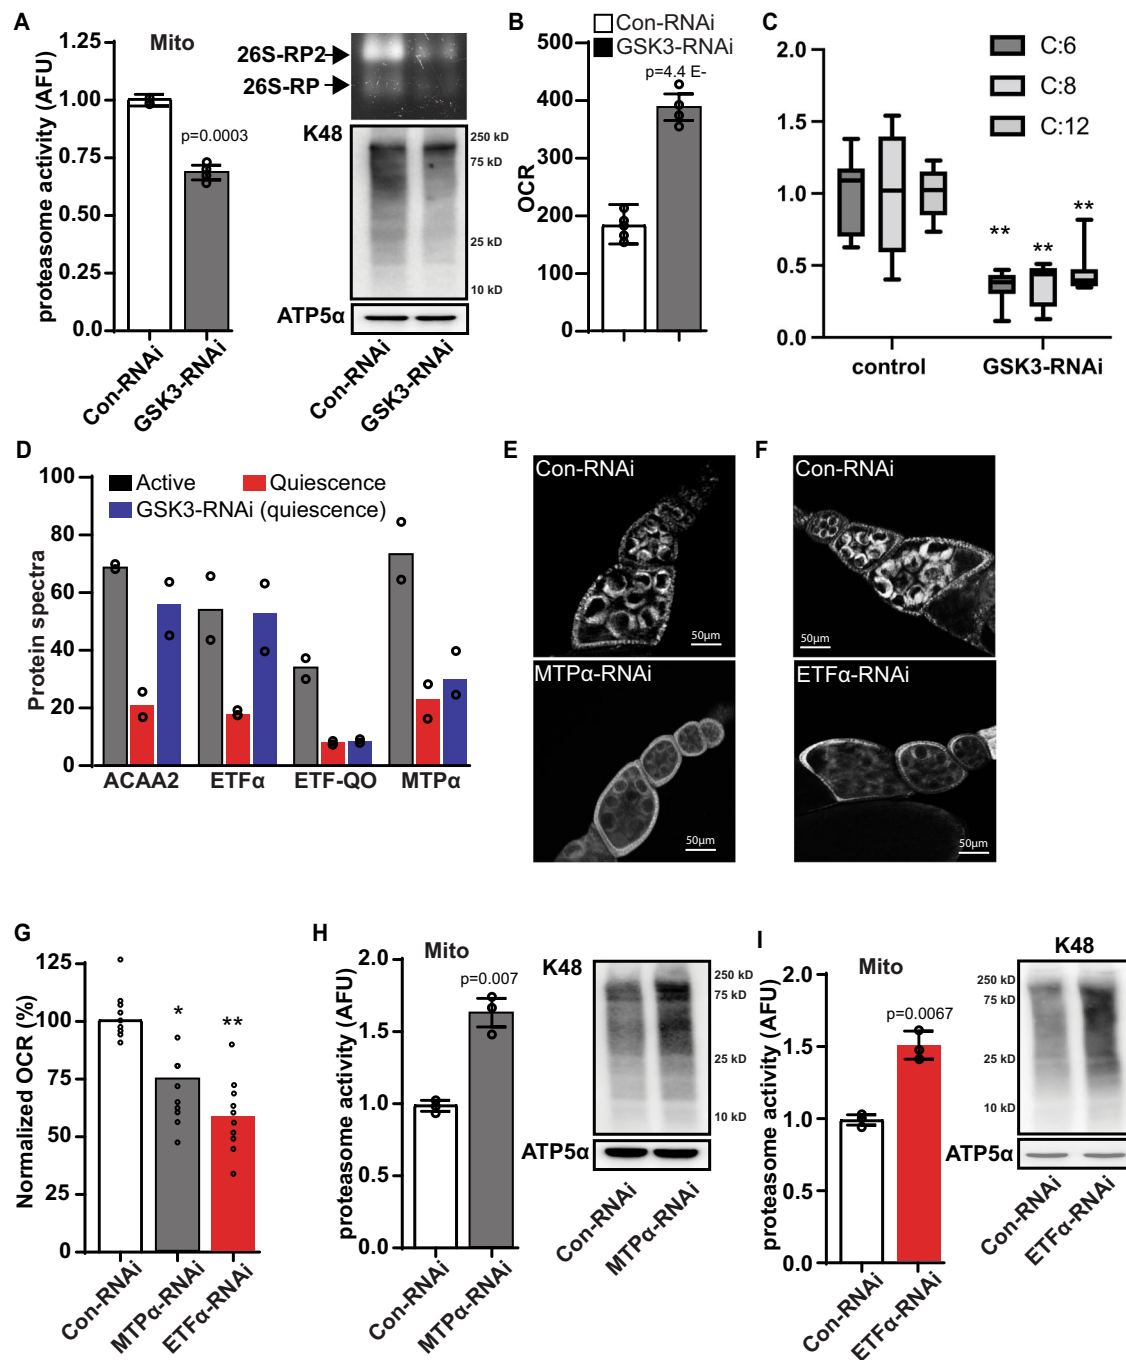 A
Mito
proteasome activity (AFU)
1.25
1.00
0.75
0.50
0.25
0.0
p=0.0003
Con-RNAi
GSK3-RNAi
26S-RP2
26S-RP
K48
250 kD
75 kD
25 kD
10 kD
ATP5α
Con-RNAi
GSK3-RNAi
B
Con-RNAi
GSK3-RNAi
OCR
500
400
300
200
100
0
p=4.4 E-
C
2.0
1.5
1.0
0.5
0.0
C:6
C:8
C:12
** ** **
control
GSK3-RNAi
D
Protein spectra
100
80
60
40
20
0
Active
Quiescence
GSK3-RNAi (quiescence)
ACAA2
ETFα
ETF-QO
MTPα
E
Con-RNAi
50μm
MTPα-RNAi
50μm
F
Con-RNAi
50μm
ETFα-RNAi
50μm
G
Normalized OCR (%)
125
100
75
50
25
0
*
**
Con-RNAi
MTPα-RNAi
ETFα-RNAi
H
Mito
proteasome activity (AFU)
2.0
1.5
1.0
1.5
0.0
p=0.007
Con-RNAi
MTPα-RNAi
K48
250 kD
75 kD
25 kD
10 kD
ATP5α
Con-RNAi
MTPα-RNAi
I
Mito
proteasome activity (AFU)
2.0
1.5
1.0
0.5
0.0
p=0.0067
Con-RNAi
ETFα-RNAi
K48
250 kD
75 kD
25 kD
10 kD
ATP5α
Con-RNAi
ETFα-RNAi